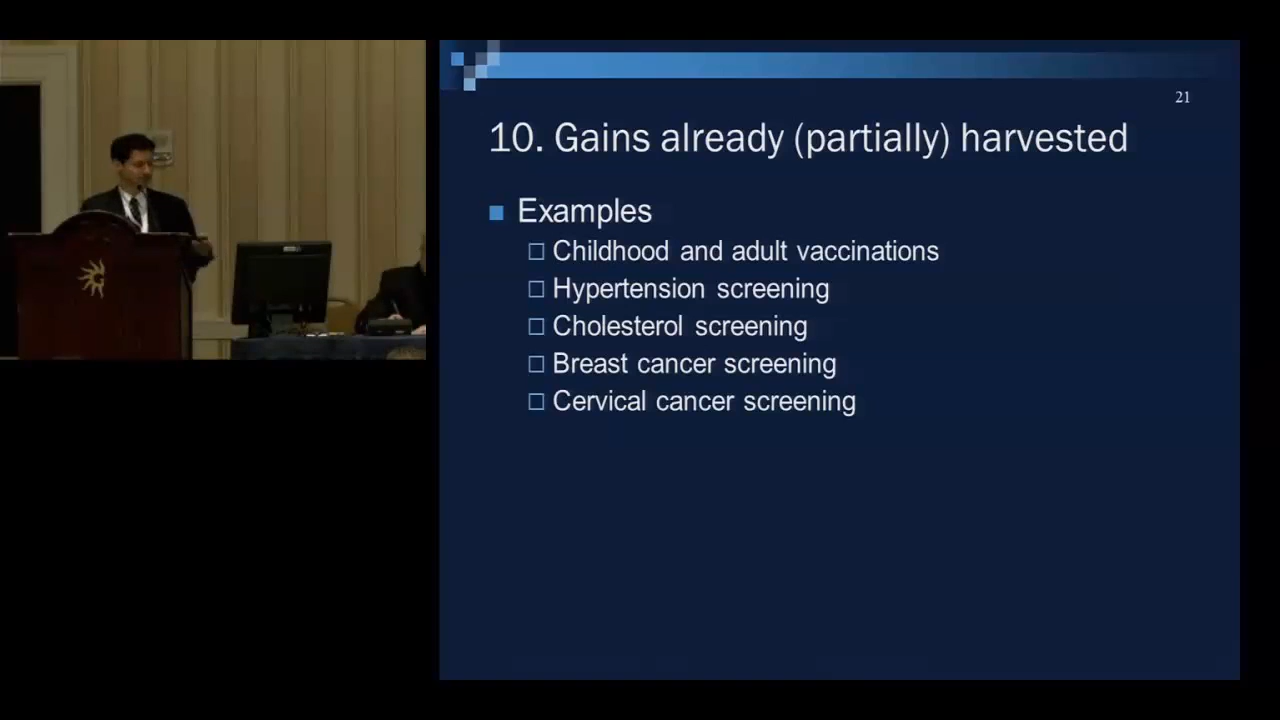 21
10. Gains already (partially) harvested
Examples
Childhood and adult vaccinations
Hypertension screening
Cholesterol screening
Breast cancer screening
Cervical cancer screening